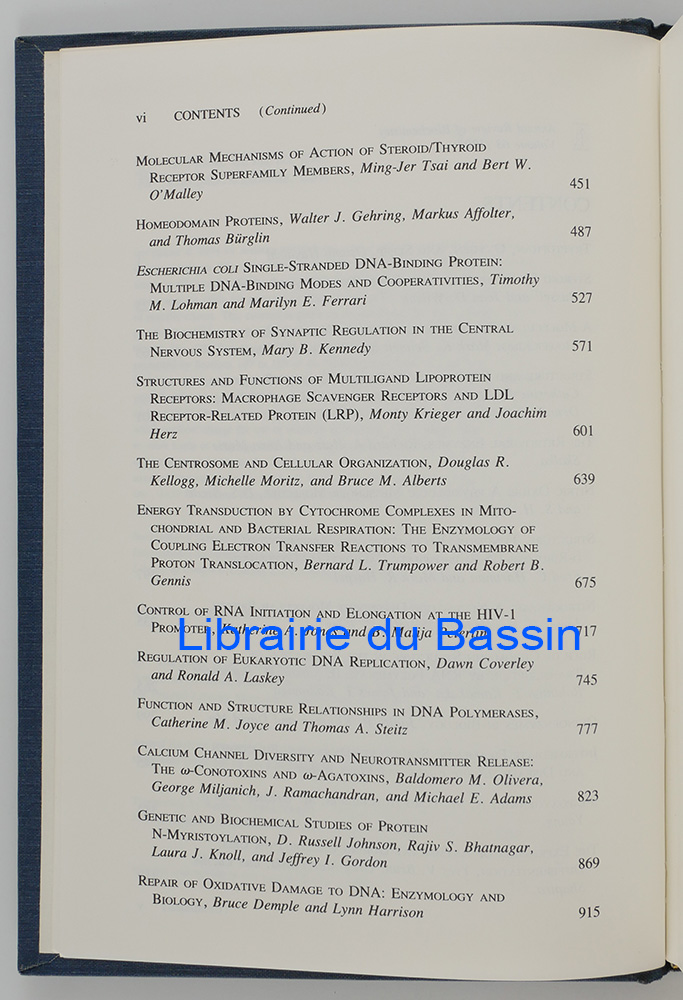 vi CONTENTS (Continued)
MOLECULAR MECHANISMS OF ACTION OF STEROID/THYROID
RECEPTOR SUPERFAMILY MEMBERS, Ming-Jer Tsai and Bert W.
O'Malley 451
HOMEODOMAIN PROTEINS, Walter J. Gehring, Markus Affolter,
and Thomas Bürglin 487
ESCHERICHIA COLI SINGLE-STRANDED DNA-BINDING PROTEIN:
MULTIPLE DNA-BINDING MODES AND COOPERATIVITIES, Timothy
M. Lohman and Marilyn E. Ferrari 527
THE BIOCHEMISTRY OF SYNAPTIC REGULATION IN THE CENTRAL
NERVOUS SYSTEM, Mary B. Kennedy 571
STRUCTURES AND FUNCTIONS OF MULTILIGAND LIPOPROTEIN
RECEPTORS: MACROPHAGE SCAVENGER RECEPTORS AND LDL
RECEPTOR-RELATED PROTEIN (LRP), Monty Krieger and Joachim
Herz 601
THE CENTROSOME AND CELLULAR ORGANIZATION, Douglas R.
Kellogg, Michelle Moritz, and Bruce M. Alberts 639
ENERGY TRANSDUCTION BY CYTOCHROME COMPLEXES IN MITO-
CHONDRIAL AND BACTERIAL RESPIRATION: THE ENZYMOLOGY OF
COUPLING ELECTRON TRANSFER REACTIONS TO TRANSMEMBRANE
PROTON TRANSLOCATION, Bernard L. Trumpower and Robert B.
Gennis 675
CONTROL OF RNA INITIATION AND ELONGATION AT THE HIV-1
PROMOTER, Katherine A. Jones and B. Matija Peterlin 717
Librairie du Bassin
REGULATION OF EUKARYOTIC DNA REPLICATION, Dawn Coverley
and Ronald A. Laskey 745
FUNCTION AND STRUCTURE RELATIONSHIPS IN DNA POLYMERASES,
Catherine M. Joyce and Thomas A. Steitz 777
CALCIUM CHANNEL DIVERSITY AND NEUROTRANSMITTER RELEASE:
THE ω-CONOTOXINS AND ω-AGATOXINS, Baldomero M. Olivera,
George Miljanich, J. Ramachandran, and Michael E. Adams 823
GENETIC AND BIOCHEMICAL STUDIES OF PROTEIN
N-MYRISTOYLATION, D. Russell Johnson, Rajiv S. Bhatnagar,
Laura J. Knoll, and Jeffrey I. Gordon 869
REPAIR OF OXIDATIVE DAMAGE TO DNA: ENZYMOLOGY AND
BIOLOGY, Bruce Demple and Lynn Harrison 915